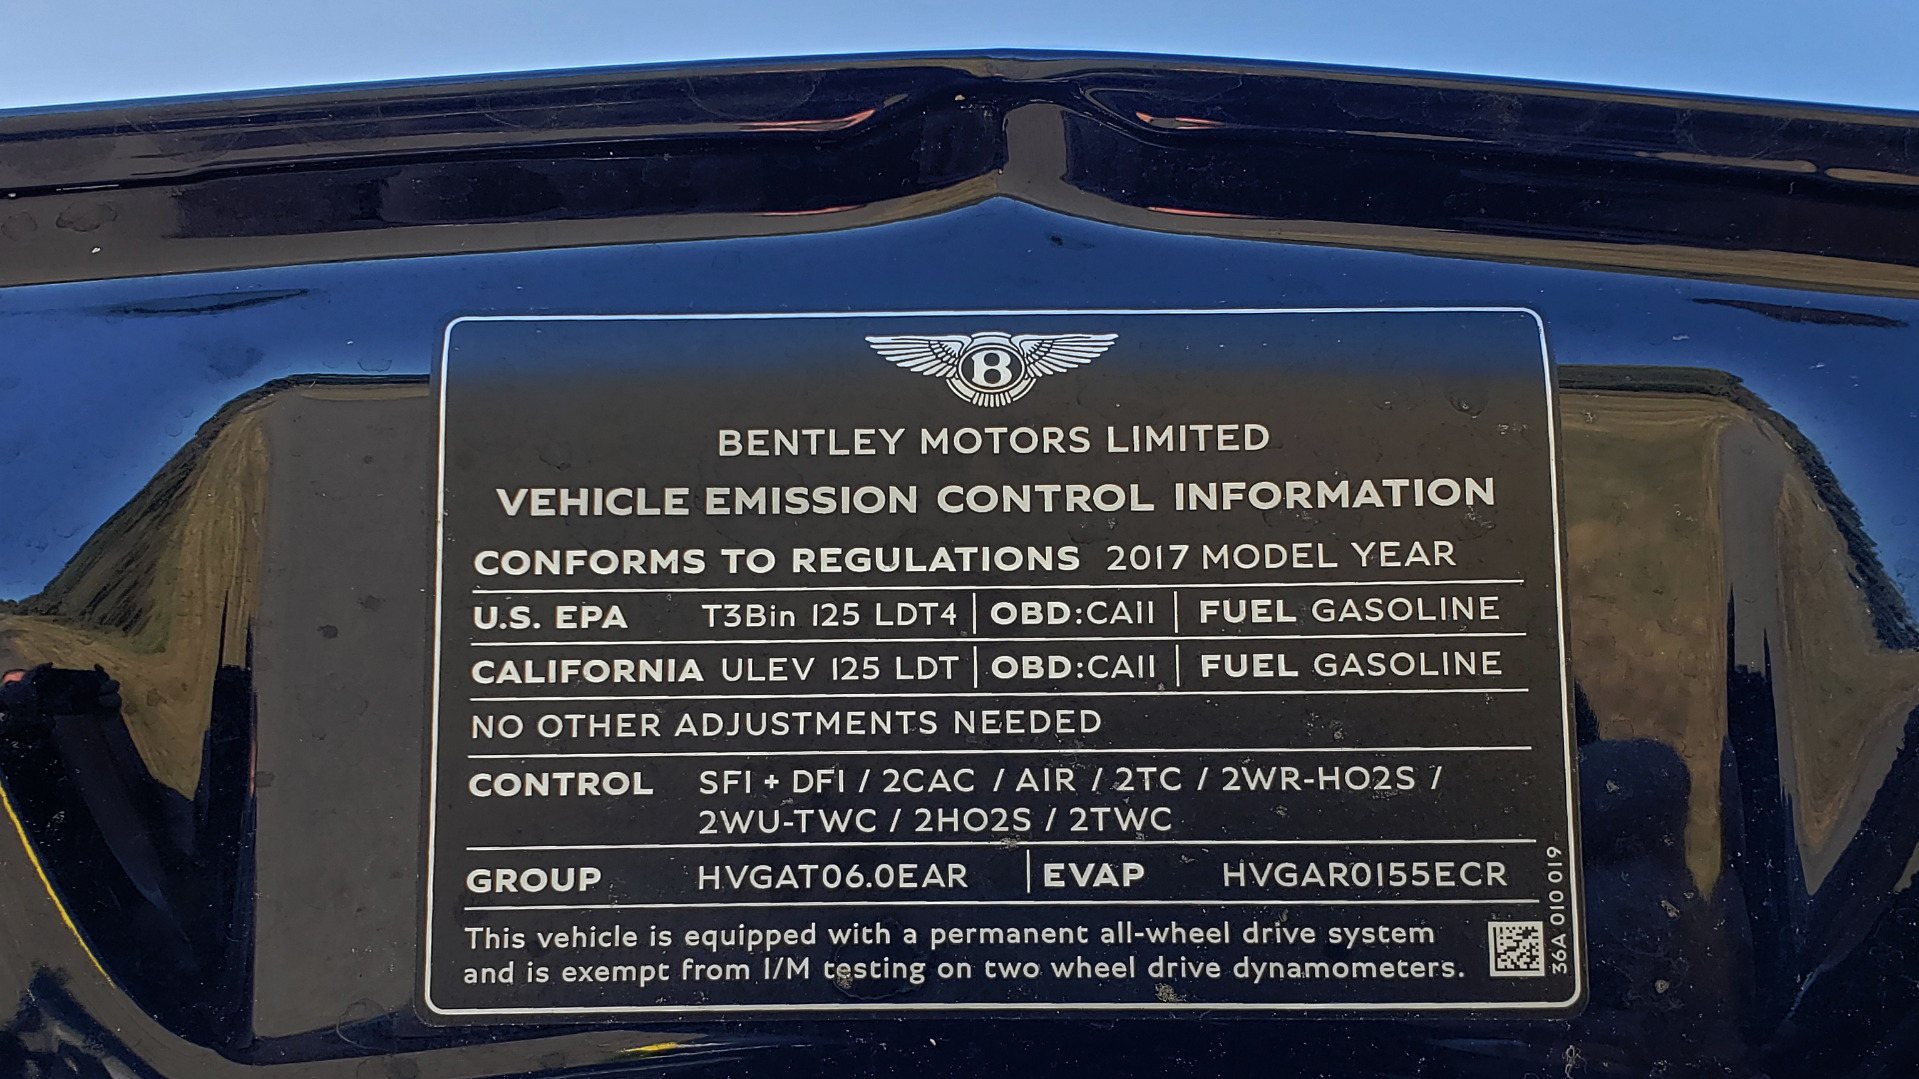 B
BENTLEY MOTORS LIMITED
VEHICLE EMISSION CONTROL INFORMATION
CONFORMS TO REGULATIONS 2017 MODEL YEAR
U.S. EPA T3Bin 125 LDT4 | OBD:CAII | FUEL GASOLINE
CALIFORNIA ULEV 125 LDT | OBD:CAII | FUEL GASOLINE
NO OTHER ADJUSTMENTS NEEDED
CONTROL SFI + DFI / 2CAC / AIR / 2TC / 2WR-HO2S /
2WU-TWC / 2HO2S / 2TWC
GROUP HVGAT06.0EAR | EVAP HVGAR0155ECR
This vehicle is equipped with a permanent all-wheel drive system
and is exempt from I/M testing on two wheel drive dynamometers.
36A 010 019